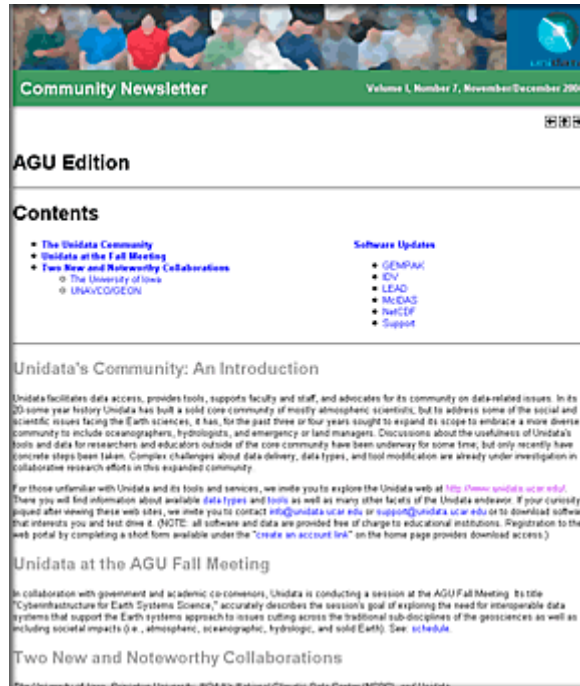 Community Newsletter
Volume I, Number 7, November/December
AGU Edition
Contents
The Unidata Community
Unidata at the Fall Meeting
Two New and Noteworthy Collaborations
The University of Iowa
UNAVCO/GEON
Software Updates
GEMPAK
IDV
LEAD
McIDAS
NetCDF
Support
Unidata's Community: An Introduction
Unidata facilitates data access, provides tools, supports faculty and staff, and advocates for its community on data-related issues. In its
20-some year history Unidata has built a solid core community of mostly atmospheric scientists; but to address some of the social and
scientific issues facing the Earth sciences, it has, for the past three or four years sought to expand its scope to embrace a more diverse
community to include oceanographers, hydrologists, and emergency or land managers. Discussions about the usefulness of Unidata's
tools and data for researchers and educators outside of the core community have been underway for some time, but only recently have
concrete steps been taken. Complex challenges about data delivery, data types, and tool modification are already under investigation in
collaborative research efforts in this expanded community.
For those unfamiliar with Unidata and its tools and services, we invite you to explore the Unidata web at http://www.unidata.ucar.edu/.
There you will find information about available data types and tools as well as many other facets of the Unidata endeavor. If your curiosity
piqued after viewing these web sites, we invite you to contact info@unidata.ucar.edu or support@unidata.ucar.edu or to download softwar
that interests you and test drive it. (NOTE: all software and data are provided free of charge to educational institutions. Registration to the
web portal by completing a short form available under the "create an account link" on the home page provides download access.)
Unidata at the AGU Fall Meeting
In collaboration with government and academic co-convenors, Unidata is conducting a session at the AGU Fall Meeting. Its title
"Cyberinfrastructure for Earth Systems Science," accurately describes the session's goal of exploring the need for interoperable data
systems that support the Earth systems approach to issues cutting across the traditional sub-disciplines of the geosciences as well as
including societal impacts (i.e., atmospheric, oceanographic, hydrologic, and solid Earth). See: schedule.
Two New and Noteworthy Collaborations